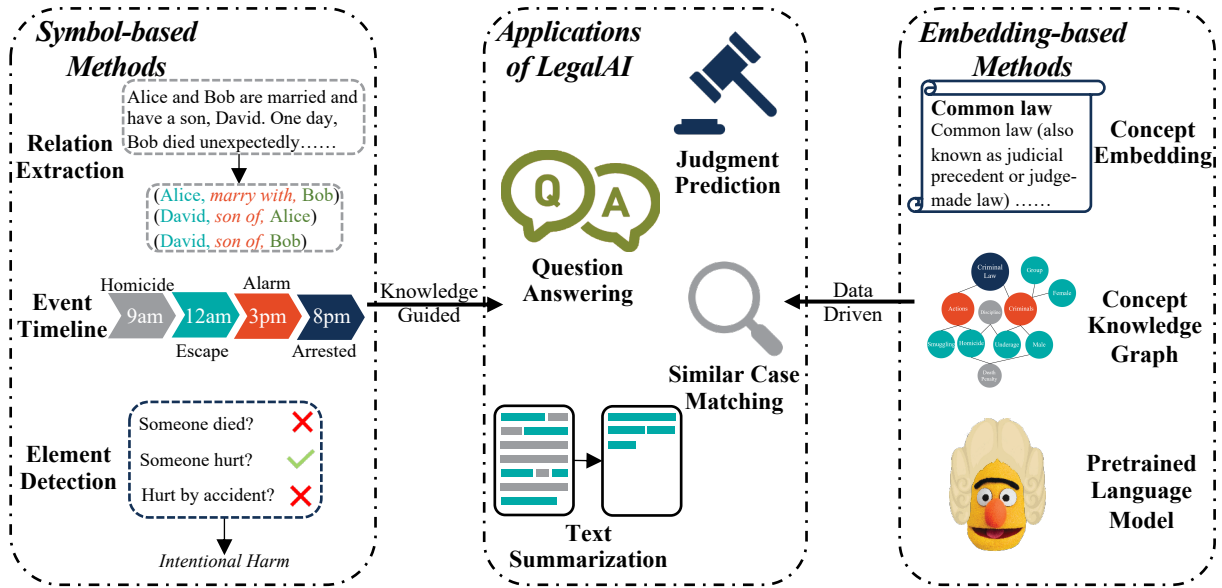 Symbol-based
Methods
Alice and Bob are married and
have a son, David. One day,
Bob died unexpectedly……
Relation
Extraction
(Alice, marry with, Bob)
(David, son of, Alice)
(David, son of, Bob)
Homicide
Alarm
Event
Timeline
9am
12am
3pm
8pm
Escape
Arrested
Someone died?
Element
Detection
Someone hurt?
Hurt by accident?
Intentional Harm
Knowledge
Guided
Applications
of LegalAI
Judgment
Prediction
Q
A
Question
Answering
Similar Case
Matching
Text
Summarization
Data
Driven
Embedding-based
Methods
Common law
Common law (also
known as judicial
precedent or judge-
made law) ……
Concept
Embedding
Criminal
Law
Group
Female
Actions
Discipline
Criminals
Smuggling
Homicide
Underage
Male
Death
Penalty
Concept
Knowledge
Graph
Pretrained
Language
Model